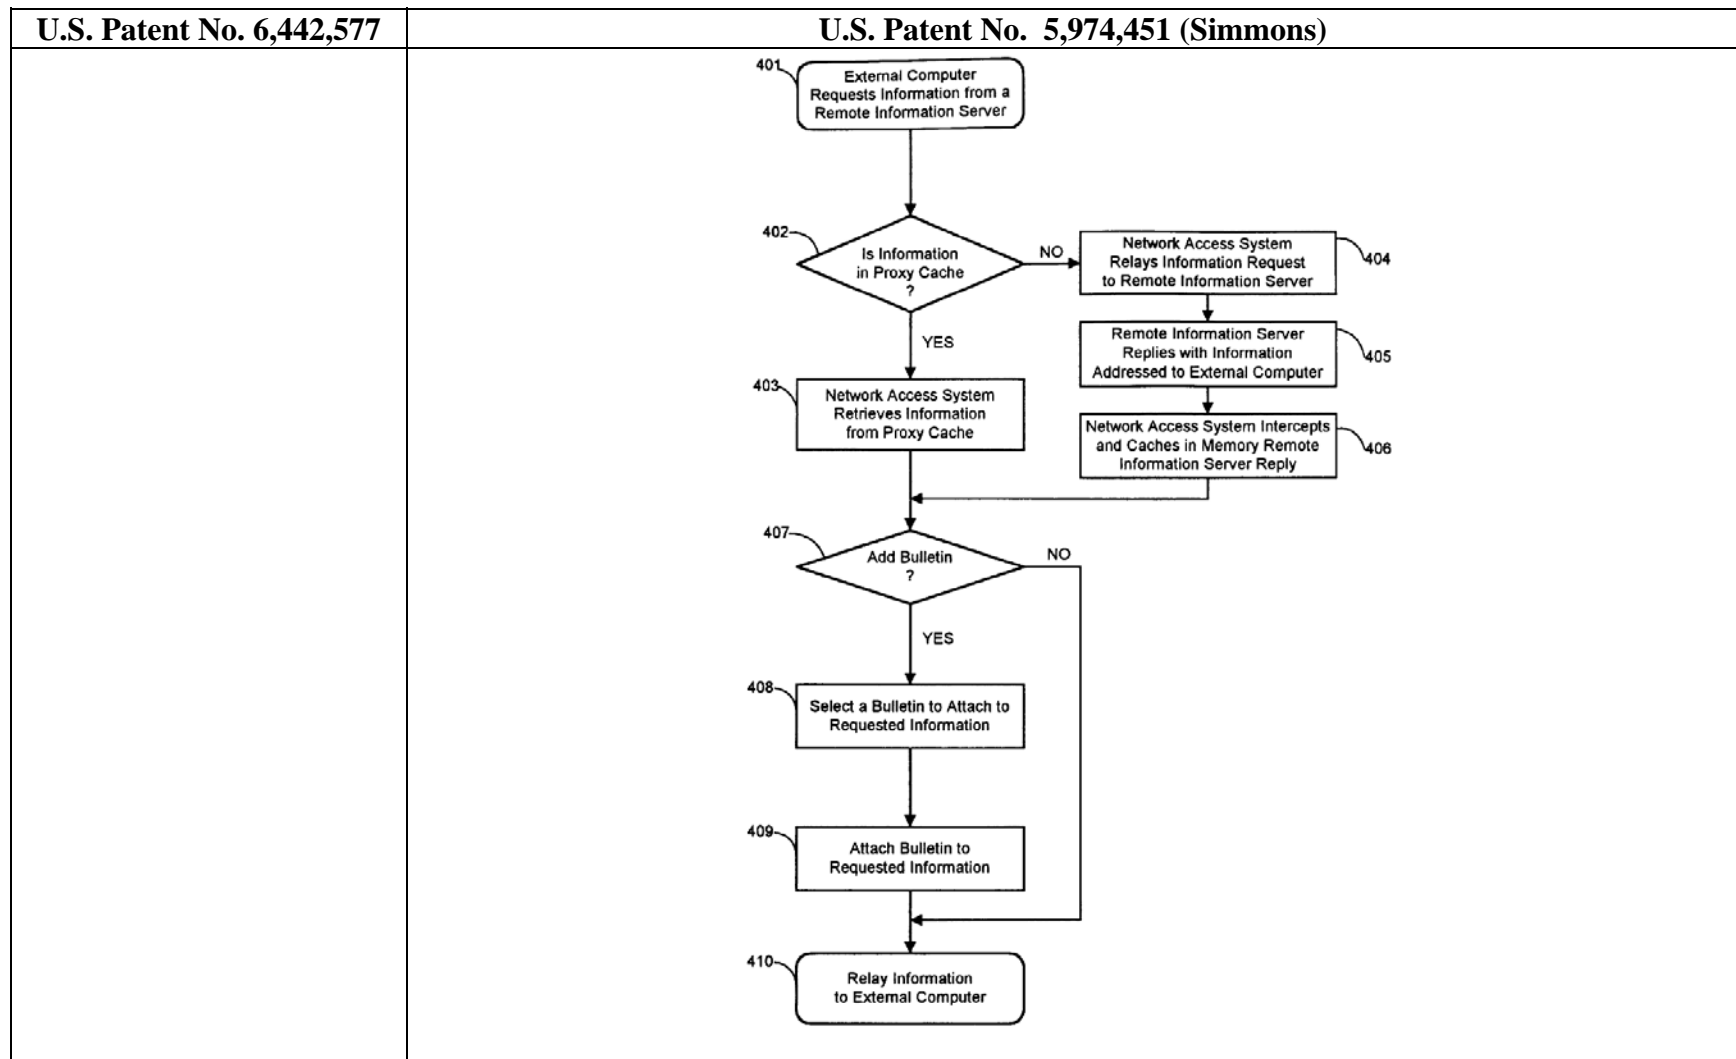 U.S. Patent No. 6,442,577
U.S. Patent No. 5,974,451 (Simmons)
401
External Computer
Requests Information from a
Remote Information Server
402
Is Information
in Proxy Cache
?
NO
Network Access System
Relays Information Request
to Remote Information Server
404
YES
Remote Information Server
Replies with Information
Addressed to External Computer
405
403
Network Access System
Retrieves Information
from Proxy Cache
Network Access System Intercepts
and Caches in Memory Remote
Information Server Reply
406
407
Add Bulletin
?
NO
YES
408
Select a Bulletin to Attach to
Requested Information
409
Attach Bulletin to
Requested Information
410
Relay Information
to External Computer